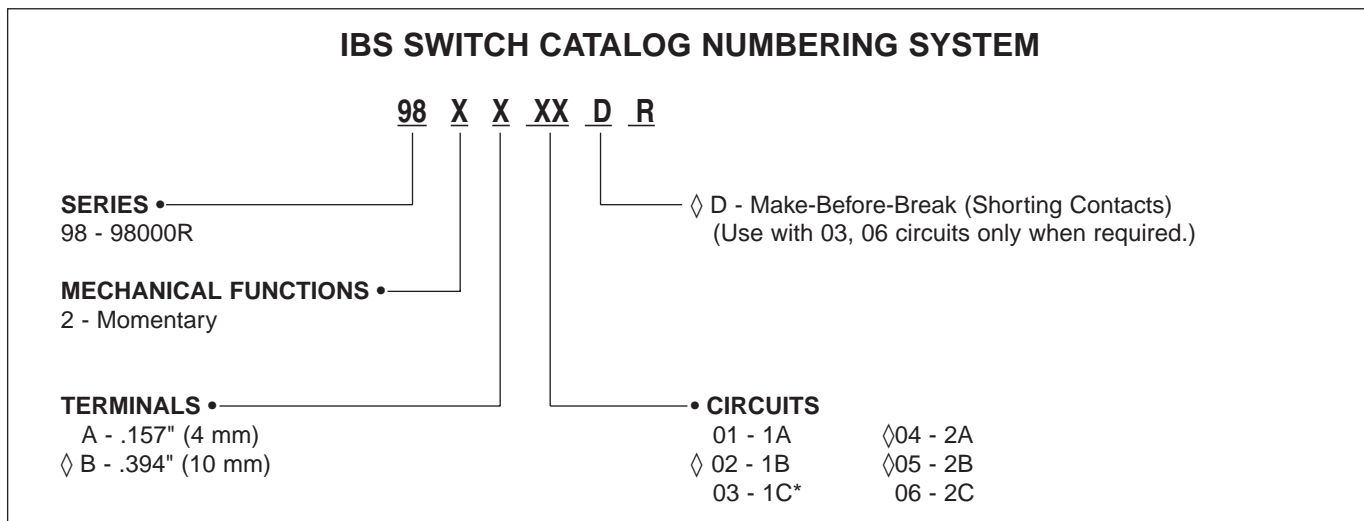 IBS SWITCH CATALOG NUMBERING SYSTEM
98 X X XX D R
SERIES •
98 - 98000R
MECHANICAL FUNCTIONS •
2 - Momentary
TERMINALS •
A - .157" (4 mm)
◊ B - .394" (10 mm)
◊ D - Make-Before-Break (Shorting Contacts)
(Use with 03, 06 circuits only when required.)
• CIRCUITS
01 - 1A ◊04 - 2A
◊ 02 - 1B ◊05 - 2B
03 - 1C* 06 - 2C